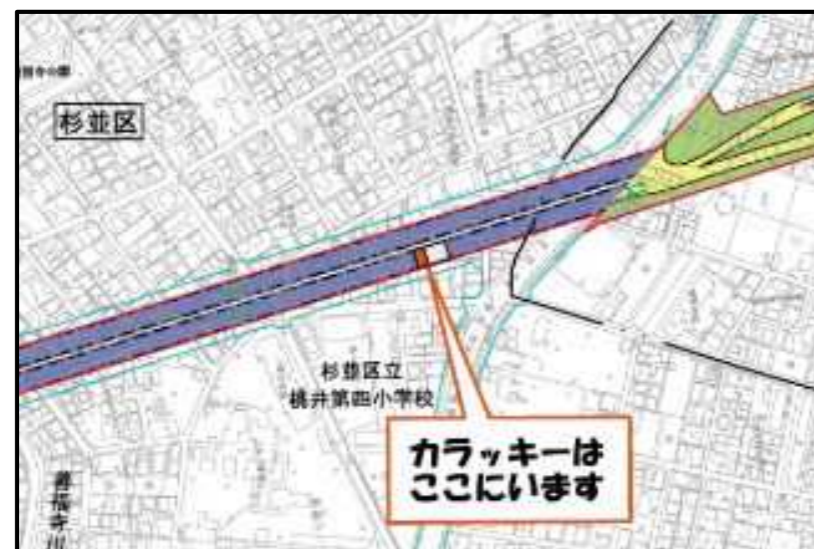 杉並区
杉並区立
桃井第四小学校
カラッキーは
ここにいます
善福寺川